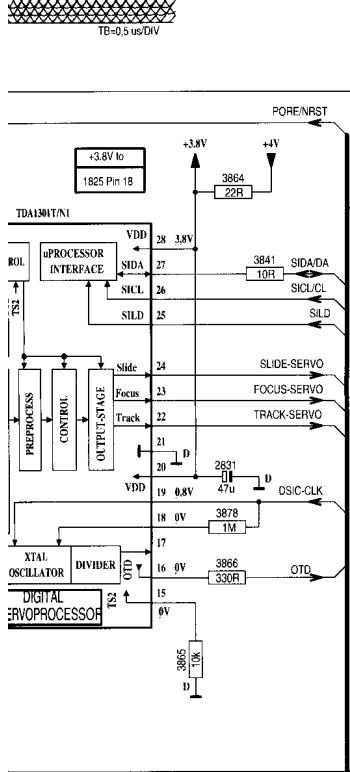 TB=0,5 us/DIV
PORE/NRST
+3.8V to
1825 Pin 18
+3.8V
+4V
3864
22R
TDA1301T/N1
VDD
28
3,8V
ROL
uPROCESSOR
INTERFACE
SIDA
27
3841
10R
SIDA/DA
TS2
SICL
26
SICL/CL
SILD
25
SILD
PREPROCESS
CONTROL
OUTPUT-STAGE
Slide
24
SLIDE-SERVO
Focus
23
FOCUS-SERVO
Track
22
TRACK-SERVO
21
D
20
VDD
2831
47u
D
19
0,8V
DSIC-CLK
18
0V
3878
1M
17
XTAL
OSCILLATOR
DIVIDER
OTD
16
0V
3866
330R
OTD
DIGITAL
SERVOPROCESSOR
TS2
15
0V
3865
10k
D